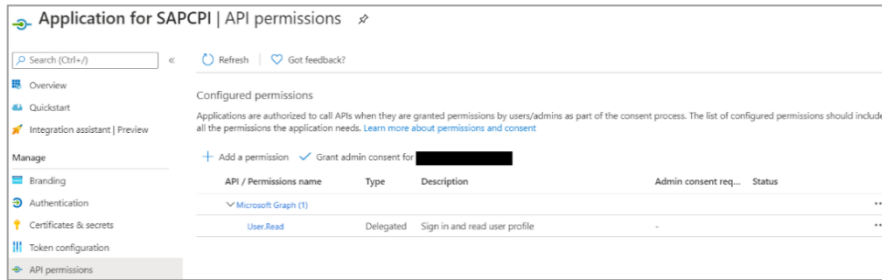 Application for SAPCPI | API permissions
Search (Ctrl+/)
«
Refresh
Got feedback?
Overview
Quickstart
Integration assistant | Preview
Manage
Branding
Authentication
Certificates & secrets
Token configuration
API permissions
Configured permissions
Applications are authorized to call APIs when they are granted permissions by users/admins as part of the consent process. The list of configured permissions should include
all the permissions the application needs. Learn more about permissions and consent
Add a permission
Grant admin consent for
API / Permissions name Type Description Admin consent req... Status
Microsoft Graph (1) ...
User.Read Delegated Sign in and read user profile - ...